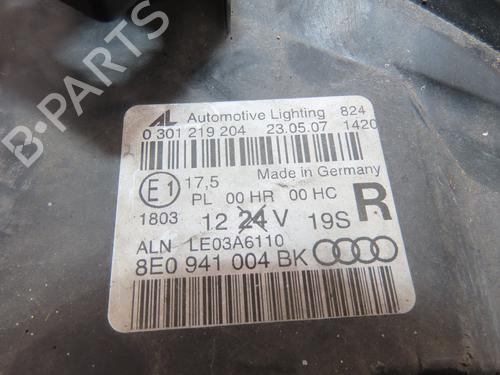 AL Automotive Lighting 824
0 301 219 204 23.05.07 1420
E1 17,5 Made in Germany
PL 00 HR 00 HC R
1803 12 24 V 19S
ALN LE03A6110
8E0 941 004 BK
B-PARTS